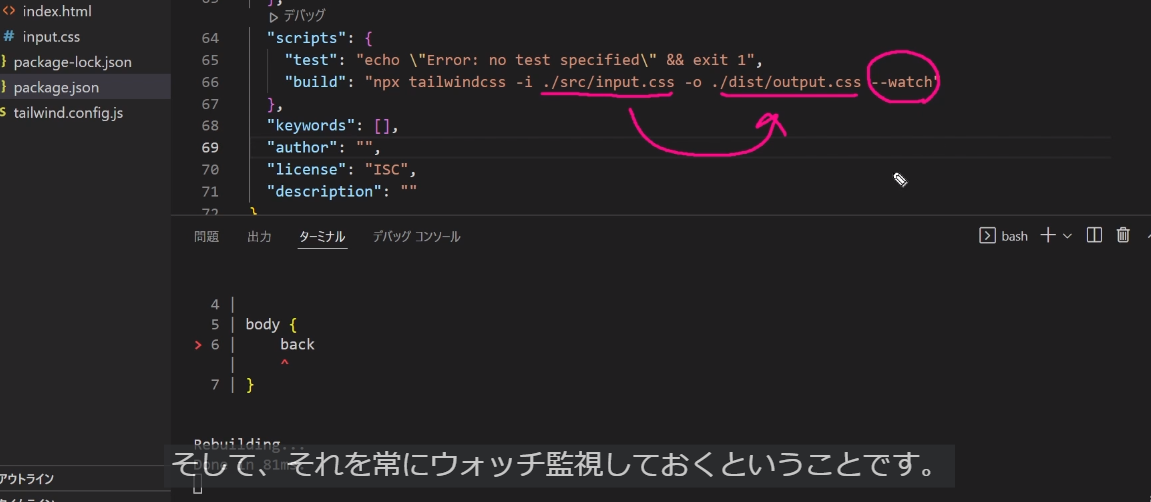 index.html
# input.css
package-lock.json
package.json
tailwind.config.js
デバッグ
64 "scripts": {
65 "test": "echo \"Error: no test specified\" && exit 1",
66 "build": "npx tailwindcss -i ./src/input.css -o ./dist/output.css --watch"
67 },
68 "keywords": [],
69 "author": "",
70 "license": "ISC",
71 "description": ""
72 }
問題 出力 ターミナル デバッグ コンソール
bash
4 |
5 | body {
> 6 | back
| ^
7 | }
Rebuilding...
Done in 81ms.
そして、それを常にウォッチ監視しておくということです。
アウトライン